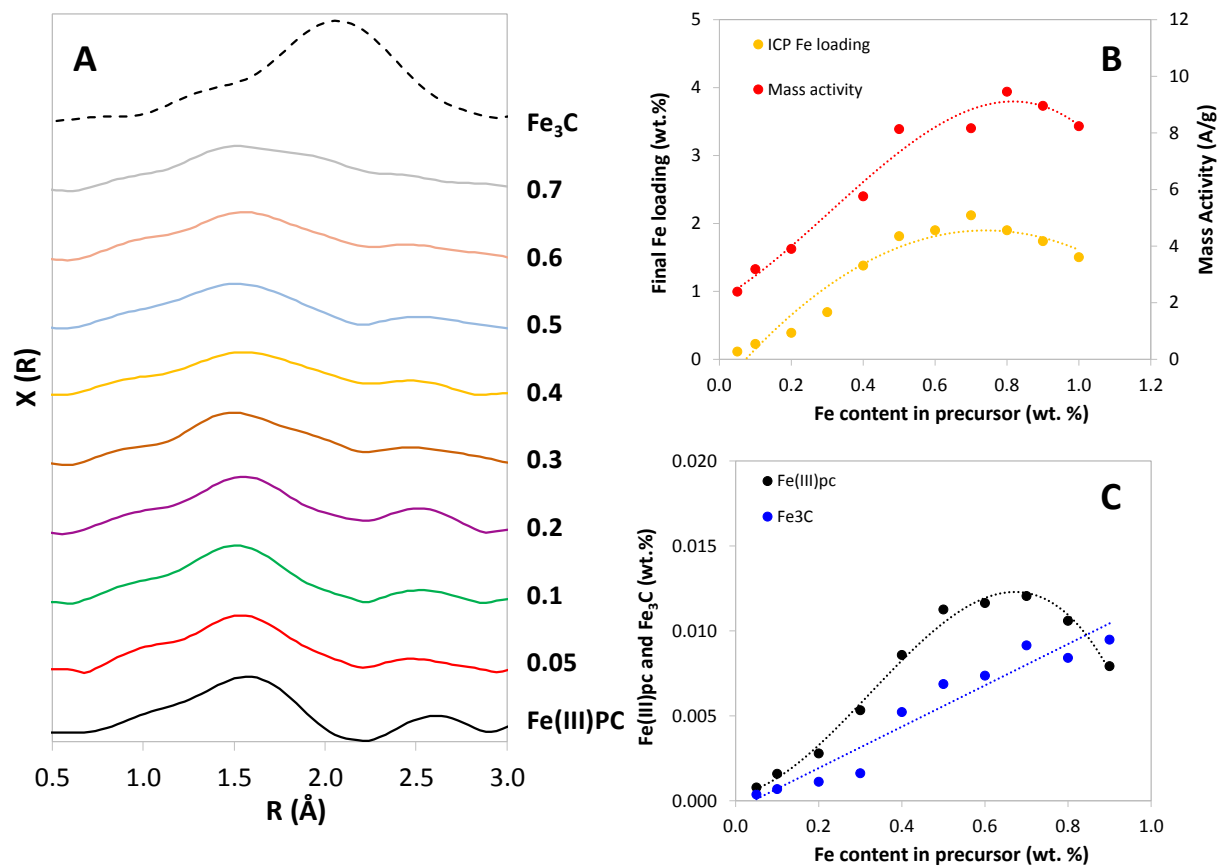 A
Fe₃C
0.7
0.6
0.5
0.4
0.3
0.2
0.1
0.05
Fe(III)PC
X (R)
0.5 1.0 1.5 2.0 2.5 3.0
R (Å)
B
ICP Fe loading
Mass activity
5
4
3
2
1
0
Final Fe loading (wt.%)
12
10
8
6
4
2
0
Mass Activity (A/g)
0.0 0.2 0.4 0.6 0.8 1.0 1.2
Fe content in precursor (wt. %)
C
Fe(III)pc
Fe3C
0.020
0.015
0.010
0.005
0.000
Fe(III)pc and Fe₃C (wt.%)
0.0 0.2 0.4 0.6 0.8 1.0
Fe content in precursor (wt. %)